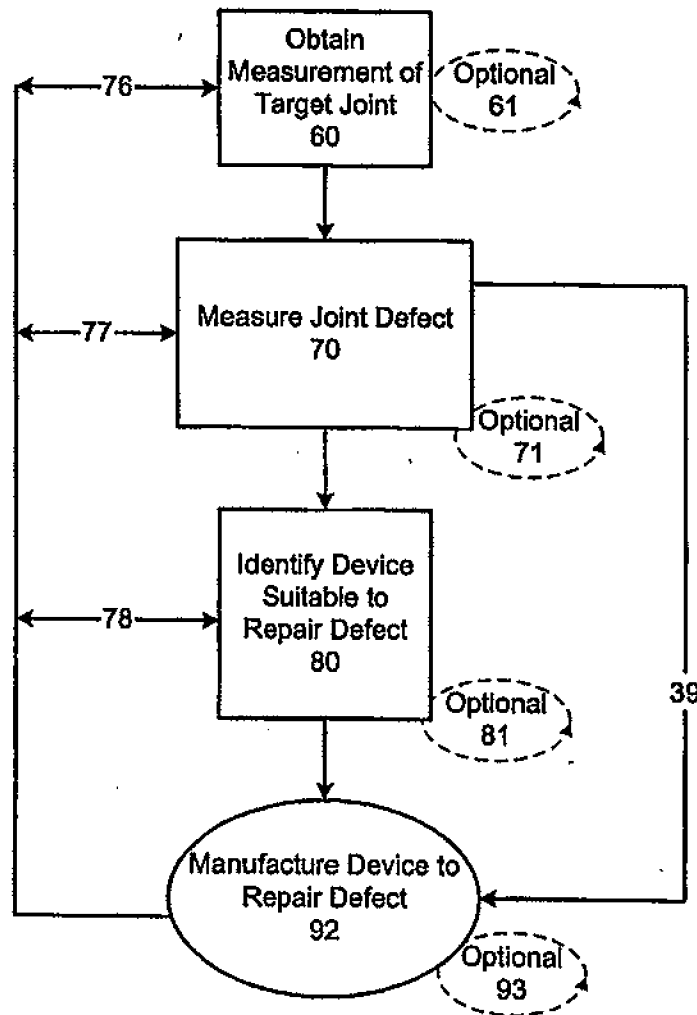 Obtain
Measurement of
Target Joint
60
Optional
61
76
Measure Joint Defect
70
77
Optional
71
Identify Device
Suitable to
Repair Defect
80
78
Optional
81
39
Manufacture Device to
Repair Defect
92
Optional
93